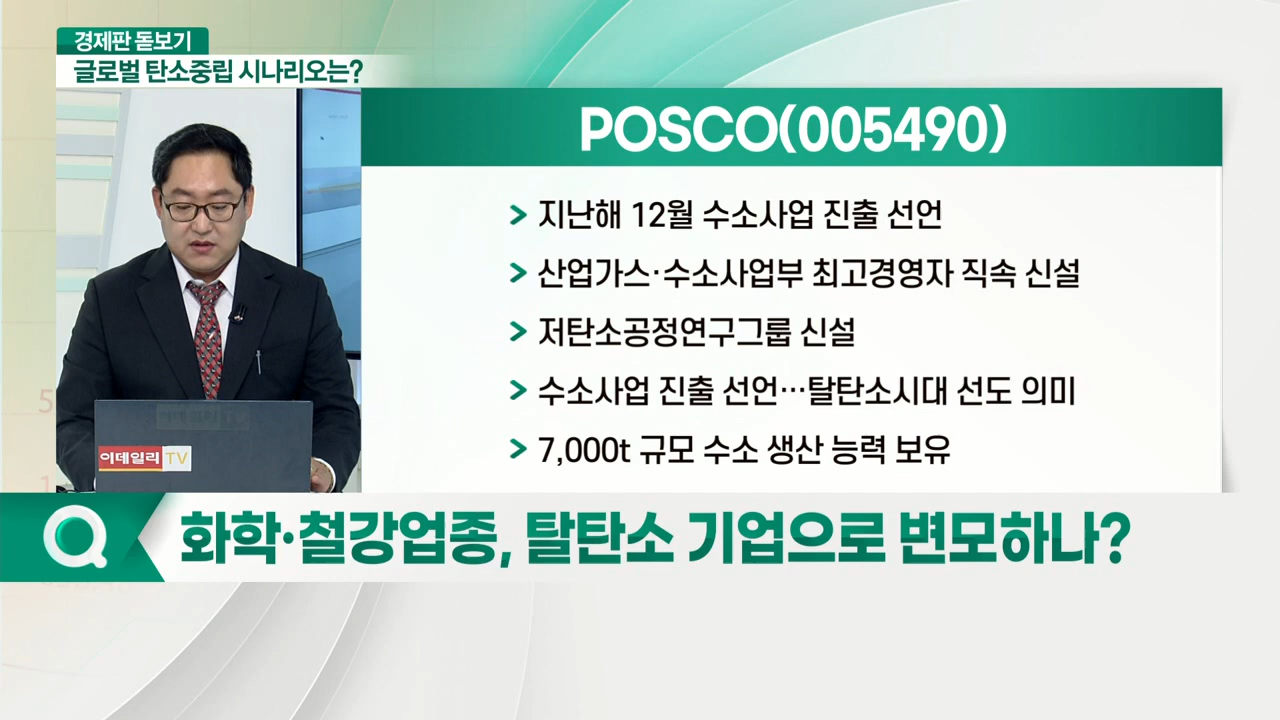 경제판 돋보기
글로벌 탄소중립 시나리오는?
POSCO(005490)
> 지난해 12월 수소사업 진출 선언
> 산업가스·수소사업부 최고경영자 직속 신설
> 저탄소공정연구그룹 신설
> 수소사업 진출 선언…탈탄소시대 선도 의미
> 7,000t 규모 수소 생산 능력 보유
이데일리TV
Q 화학·철강업종, 탈탄소 기업으로 변모하나?